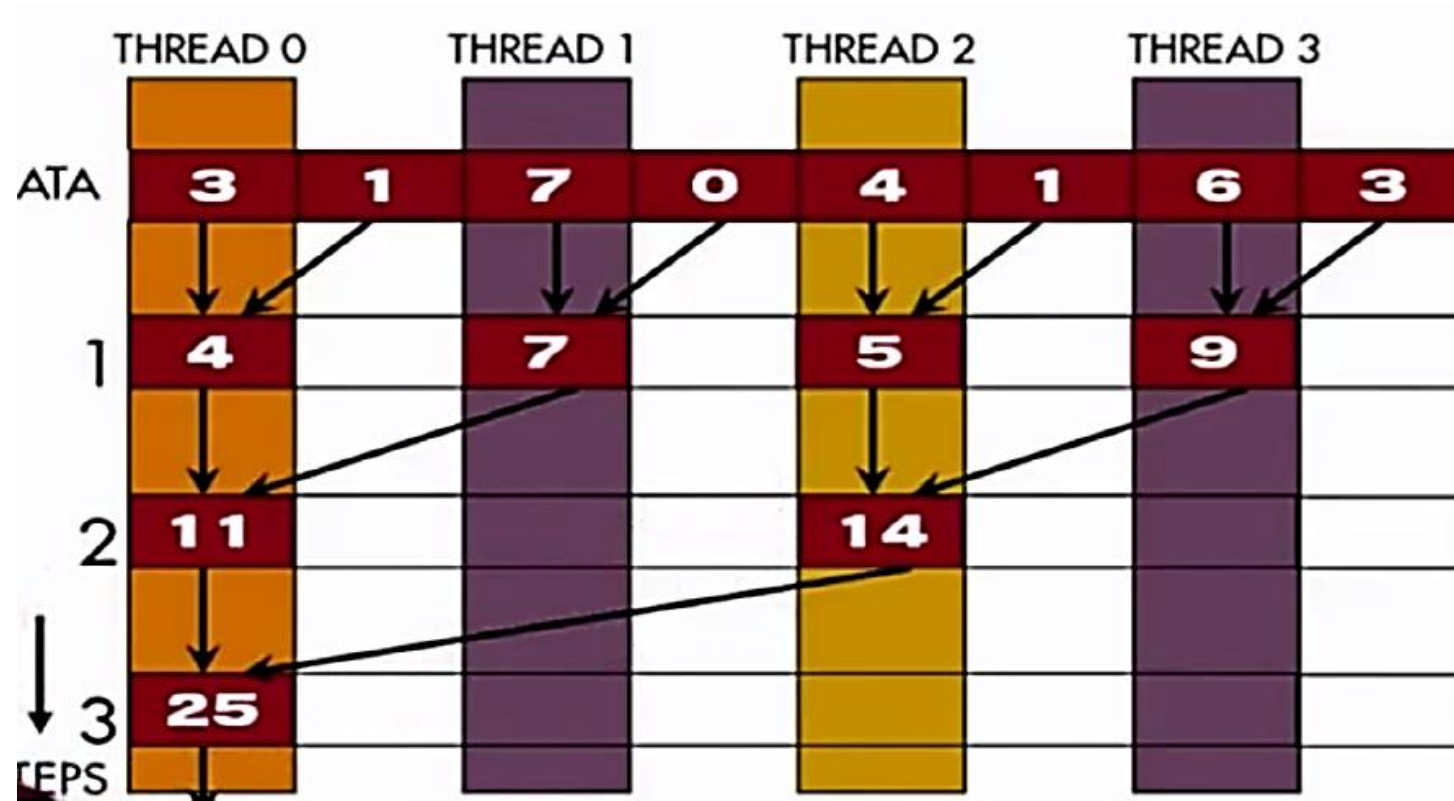 THREAD 0 THREAD 1 THREAD 2 THREAD 3
ATA 3 1 7 0 4 1 6 3
1 4 7 5 9
2 11 14
3 25
TEPS